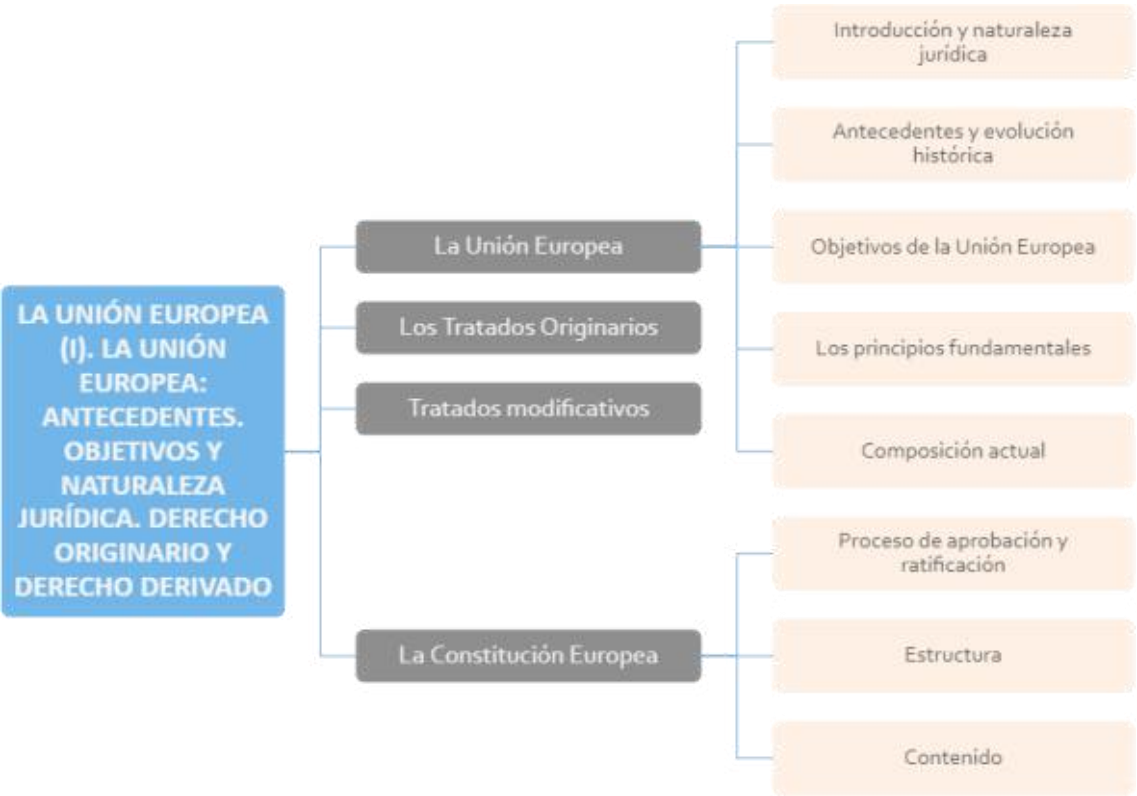 LA UNIÓN EUROPEA
(I). LA UNIÓN
EUROPEA:
ANTECEDENTES.
OBJETIVOS Y
NATURALEZA
JURÍDICA. DERECHO
ORIGINARIO Y
DERECHO DERIVADO
La Unión Europea
Introducción y naturaleza
jurídica
Antecedentes y evolución
histórica
Objetivos de la Unión Europea
Los principios fundamentales
Composición actual
Los Tratados Originarios
Tratados modificativos
La Constitución Europea
Proceso de aprobación y
ratificación
Estructura
Contenido